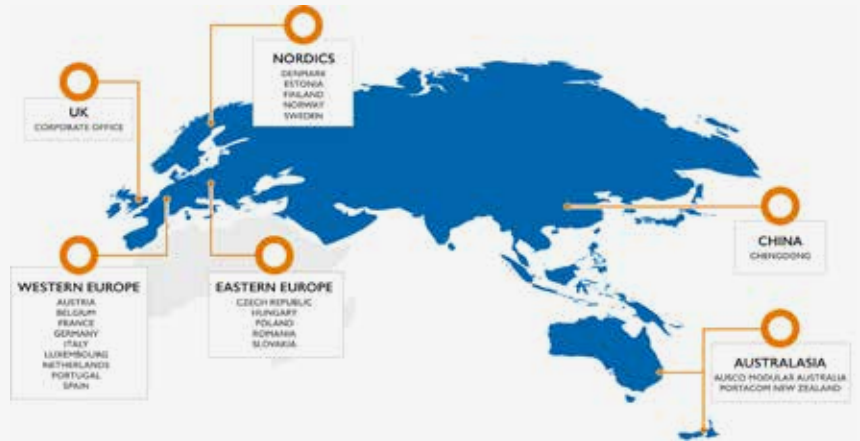 NORDICS
DENMARK
ESTONIA
FINLAND
NORWAY
SWEDEN
UK
CORPORATE OFFICE
CHINA
CHENGDONG
WESTERN EUROPE
AUSTRIA
BELGIUM
FRANCE
GERMANY
ITALY
LUXEMBOURG
NETHERLANDS
PORTUGAL
SPAIN
EASTERN EUROPE
CZECH REPUBLIC
HUNGARY
POLAND
ROMANIA
SLOVAKIA
AUSTRALASIA
AUSCO MODULAR AUSTRALIA
PORTACOM NEW ZEALAND